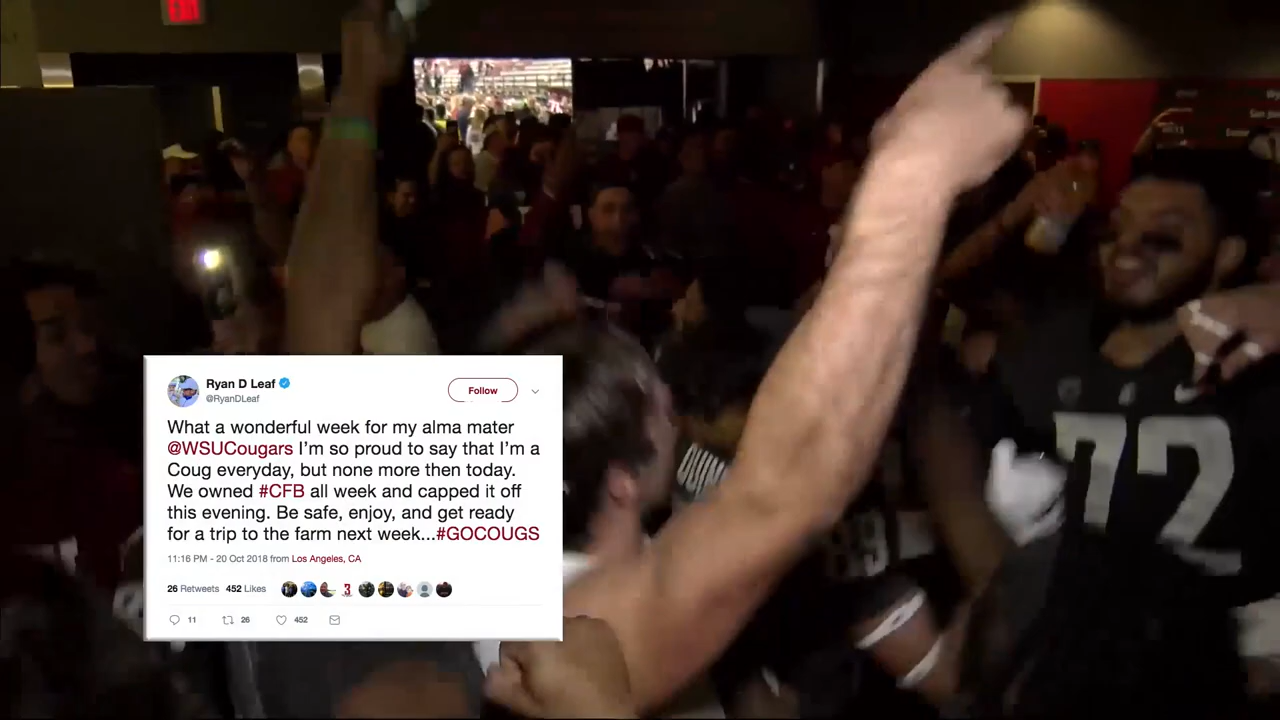 Ryan D Leaf
@RyanDLeaf
Follow
What a wonderful week for my alma mater
@WSUCougars I'm so proud to say that I'm a
Coug everyday, but none more then today.
We owned #CFB all week and capped it off
this evening. Be safe, enjoy, and get ready
for a trip to the farm next week...#GOCOUGS
11:16 PM - 20 Oct 2018 from Los Angeles, CA
26 Retweets 452 Likes
11 26 452
72